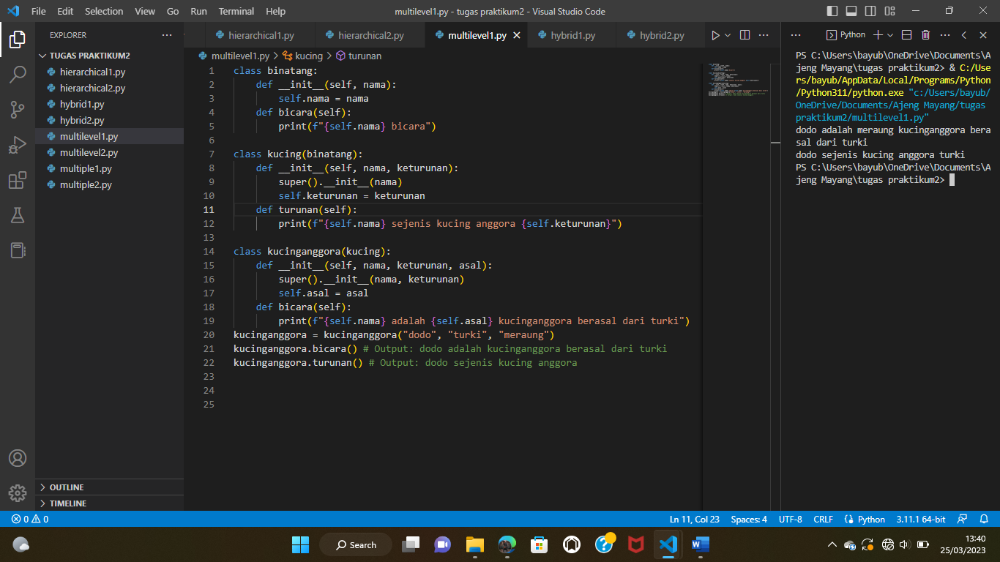 File Edit Selection View Go Run Terminal Help
multilevel1.py - tugas praktikum2 - Visual Studio Code
EXPLORER
TUGAS PRAKTIKUM2
hierarchical1.py
hierarchical2.py
hybrid1.py
hybrid2.py
multilevel1.py
multilevel2.py
multiple1.py
multiple2.py
OUTLINE
TIMELINE
hierarchical1.py hierarchical2.py multilevel1.py hybrid1.py hybrid2.py
multilevel1.py > kucing > turunan
1 class binatang:
2     def __init__(self, nama):
3         self.nama = nama
4     def bicara(self):
5         print(f"{self.nama} bicara")
6
7 class kucing(binatang):
8     def __init__(self, nama, keturunan):
9         super().__init__(nama)
10         self.keturunan = keturunan
11     def turunan(self):
12         print(f"{self.nama} sejenis kucing anggora {self.keturunan}")
13
14 class kucinganggora(kucing):
15     def __init__(self, nama, keturunan, asal):
16         super().__init__(nama, keturunan)
17         self.asal = asal
18     def bicara(self):
19         print(f"{self.nama} adalah {self.asal} kucinganggora berasal dari turki")
20 kucinganggora = kucinganggora("dodo", "turki", "meraung")
21 kucinganggora.bicara() # Output: dodo adalah kucinganggora berasal dari turki
22 kucinganggora.turunan() # Output: dodo sejenis kucing anggora
23
24
25
Python
PS C:\Users\bayub\OneDrive\Documents\A
jeng Mayang\tugas praktikum2> & C:/Use
rs/bayub/AppData/Local/Programs/Python
/Python311/python.exe "c:/Users/bayub/
OneDrive/Documents/Ajeng Mayang/tugas
praktikum2/multilevel1.py"
dodo adalah meraung kucinganggora bera
sal dari turki
dodo sejenis kucing anggora turki
PS C:\Users\bayub\OneDrive\Documents\A
jeng Mayang\tugas praktikum2>
0 0 Ln 11, Col 23 Spaces: 4 UTF-8 CRLF Python 3.11.1 64-bit
Search
13:40
25/03/2023